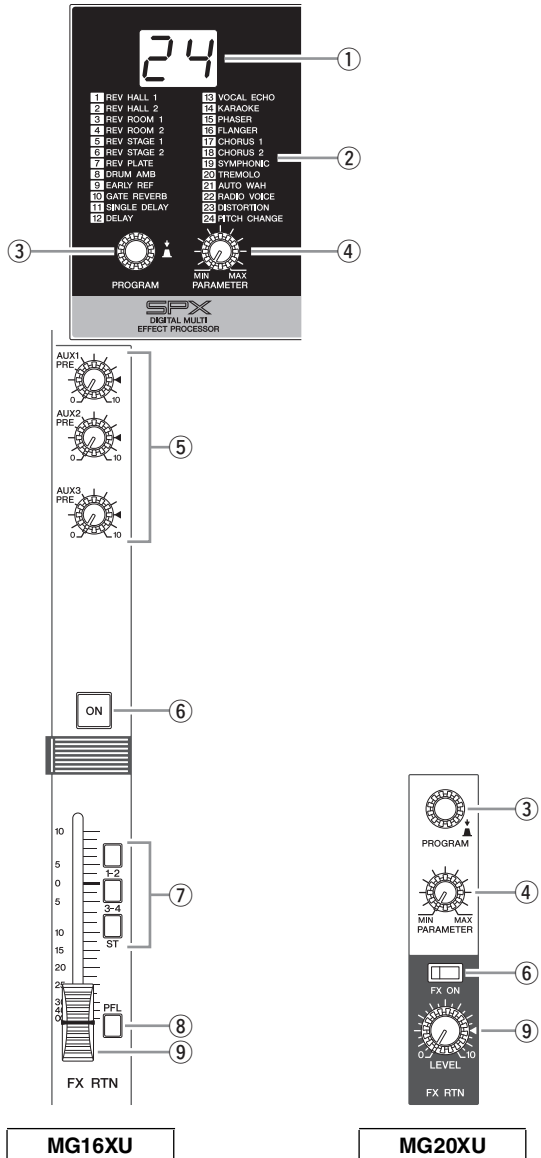 24
①
1 REV HALL 1
2 REV HALL 2
3 REV ROOM 1
4 REV ROOM 2
5 REV STAGE 1
6 REV STAGE 2
7 REV PLATE
8 DRUM AMB
9 EARLY REF
10 GATE REVERB
11 SINGLE DELAY
12 DELAY
13 VOCAL ECHO
14 KARAOKE
15 PHASER
16 FLANGER
17 CHORUS 1
18 CHORUS 2
19 SYMPHONIC
20 TREMOLO
21 AUTO WAH
22 RADIO VOICE
23 DISTORTION
24 PITCH CHANGE
②
③
④
MIN MAX
PROGRAM
PARAMETER
SPX
DIGITAL MULTI
EFFECT PROCESSOR
AUX1
PRE
0 10
AUX2
PRE
0 10
⑤
AUX3
PRE
0 10
ON
⑥
10
5
1-2
0
5
3-4
⑦
10
ST
15
20
25
30
40
∞
PFL
⑧
⑨
FX RTN
MG16XU
③
PROGRAM
④
MIN MAX
PARAMETER
⑥
FX ON
⑨
0 10
LEVEL
FX RTN
MG20XU